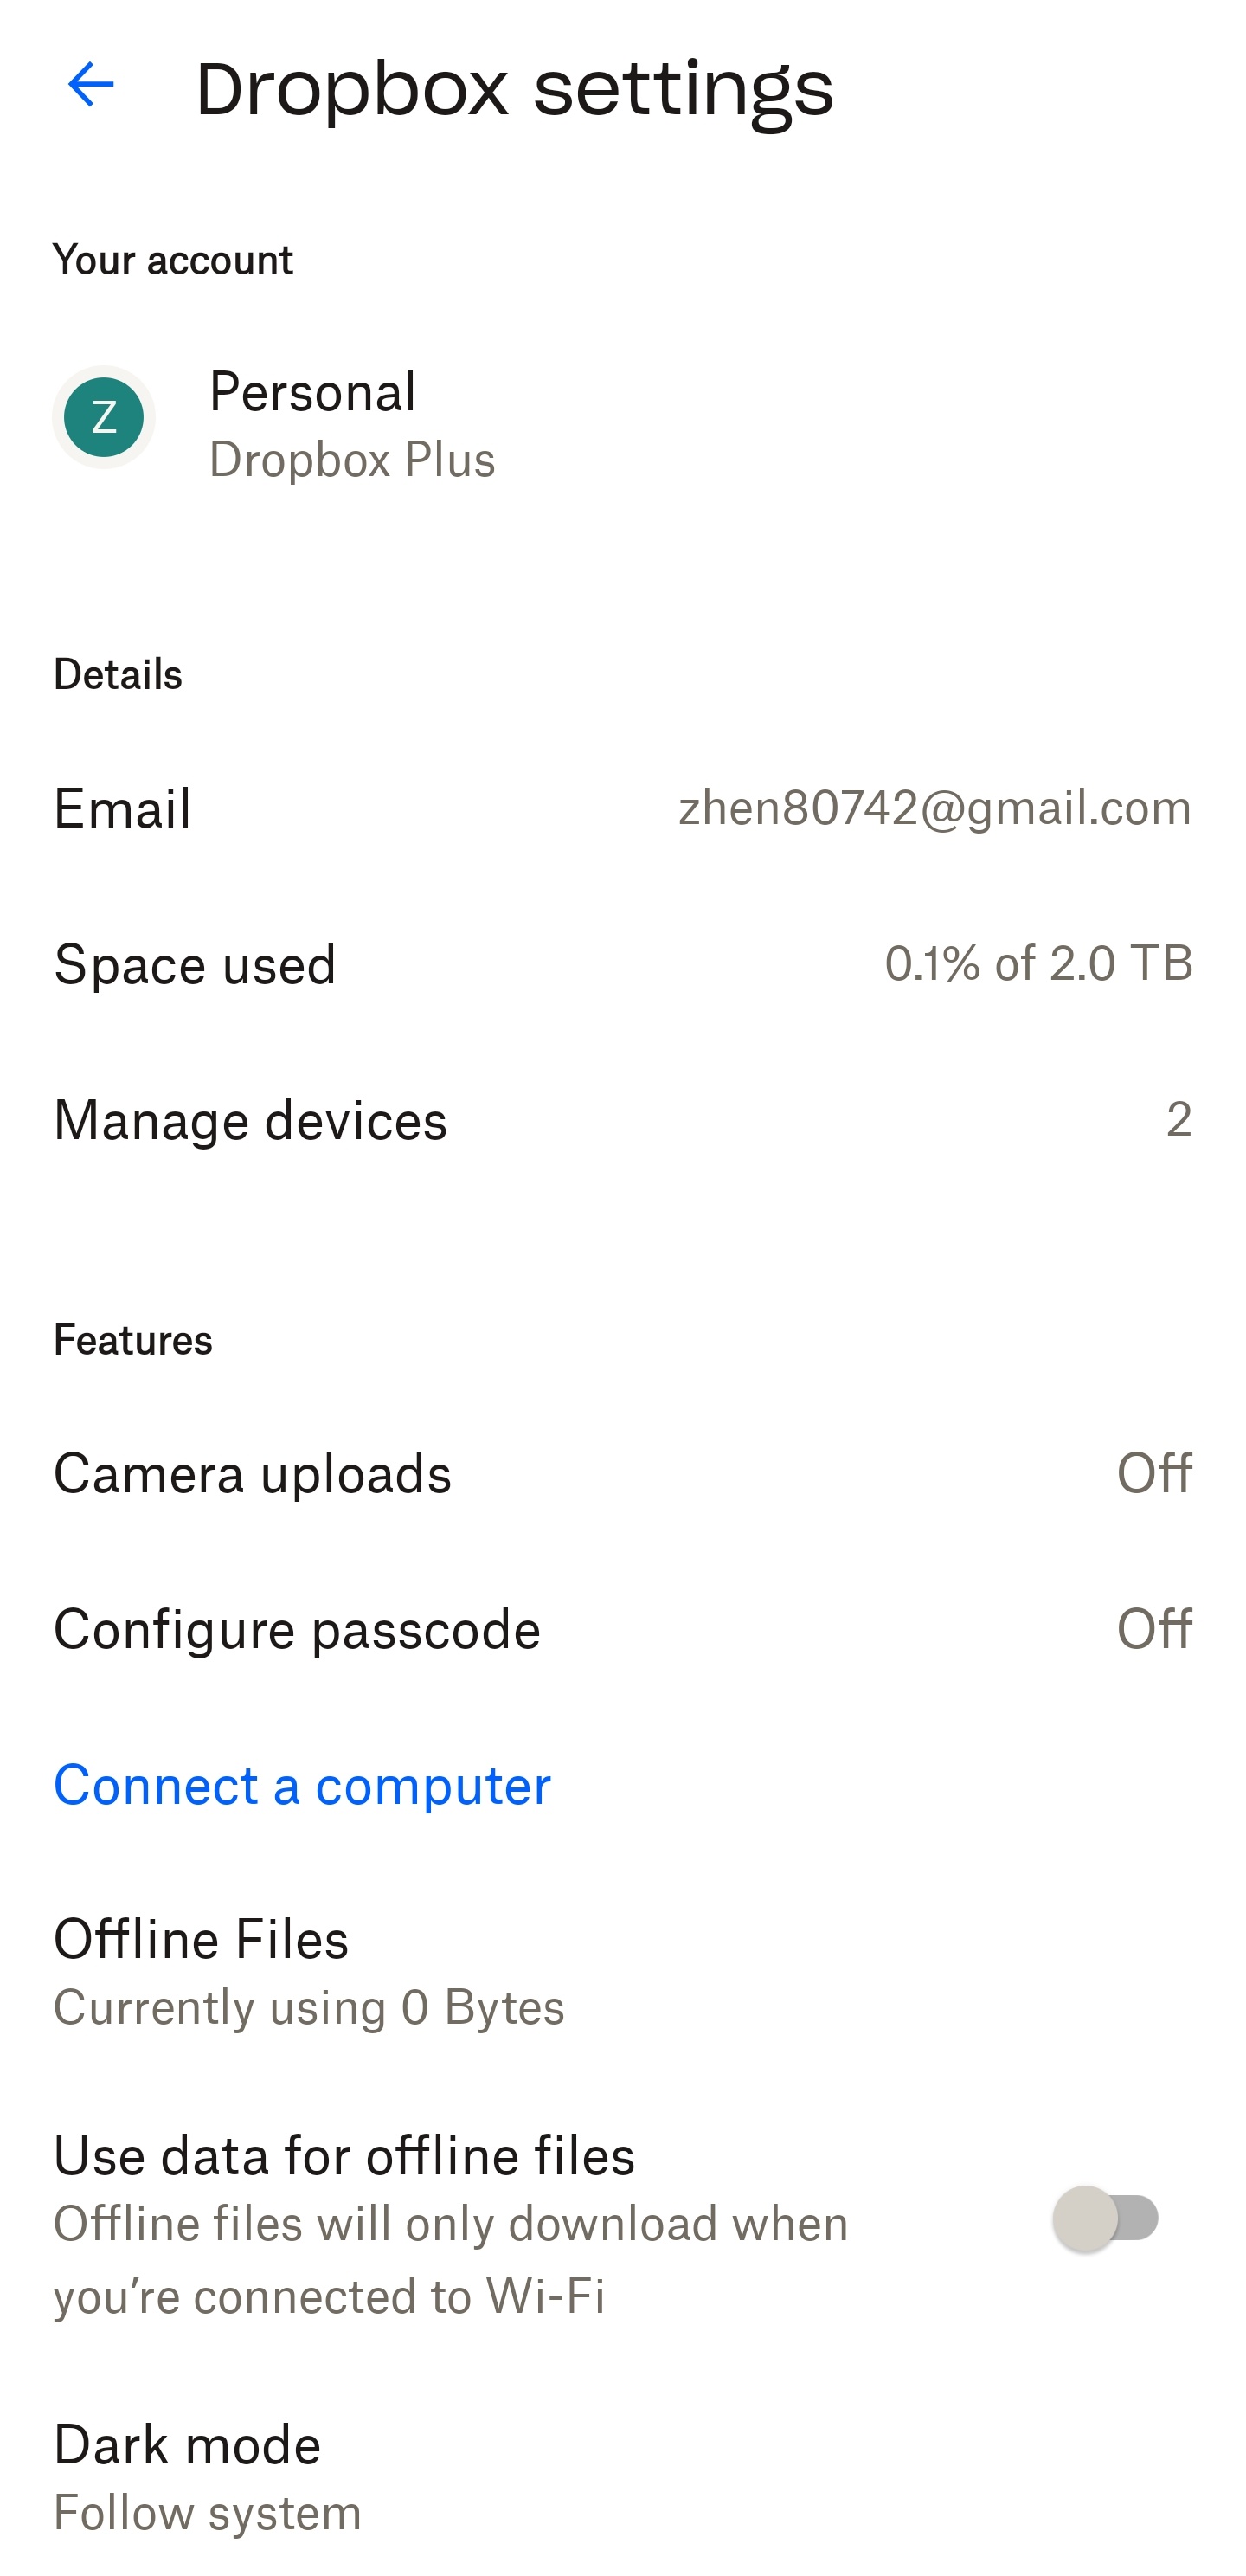 Dropbox settings
Your account
Z
Personal
Dropbox Plus
Details
Email
zhen80742@gmail.com
Space used
0.1% of 2.0 TB
Manage devices
2
Features
Camera uploads
Off
Configure passcode
Off
Connect a computer
Offline Files
Currently using 0 Bytes
Use data for offline files
Offline files will only download when
you’re connected to Wi-Fi
Dark mode
Follow system